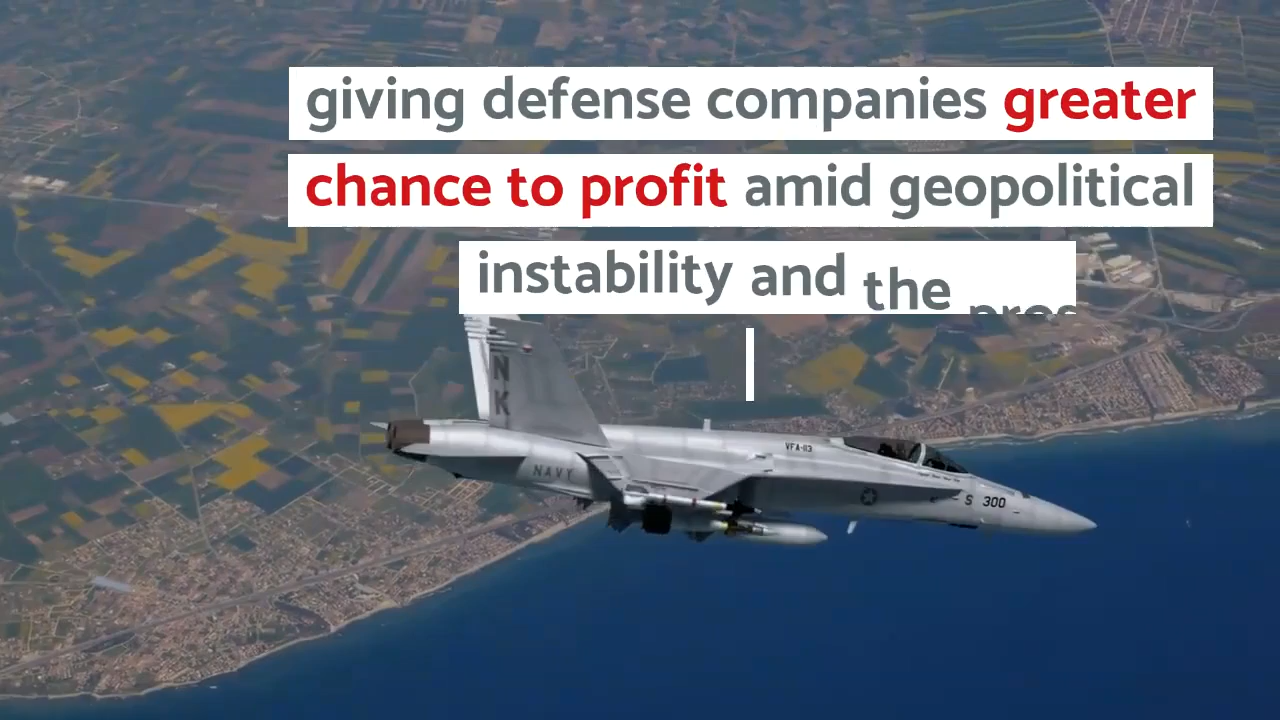 giving defense companies greater
chance to profit amid geopolitical
instability and the
NK
NAVY
VFA-113
S 300